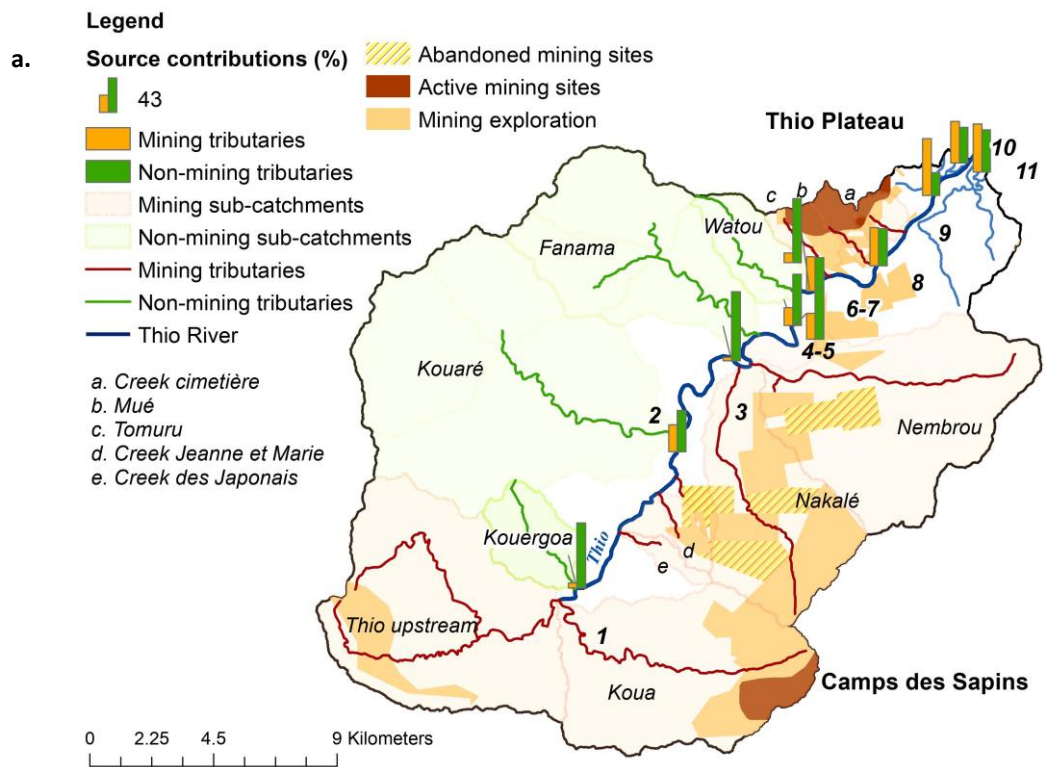 Legend
a.
Source contributions (%)
43
Mining tributaries
Non-mining tributaries
Mining sub-catchments
Non-mining sub-catchments
Mining tributaries
Non-mining tributaries
Thio River
Abandoned mining sites
Active mining sites
Mining exploration
a. Creek cimetière
b. Mué
c. Tomuru
d. Creek Jeanne et Marie
e. Creek des Japonais
Thio Plateau
10
11
c
b
a
Watou
Fanama
9
8
6-7
4-5
Kouaré
2
3
Nembrou
Nakalé
Kouergoa
Thio
d
e
Thio upstream
1
Koua
Camps des Sapins
0 2.25 4.5 9 Kilometers